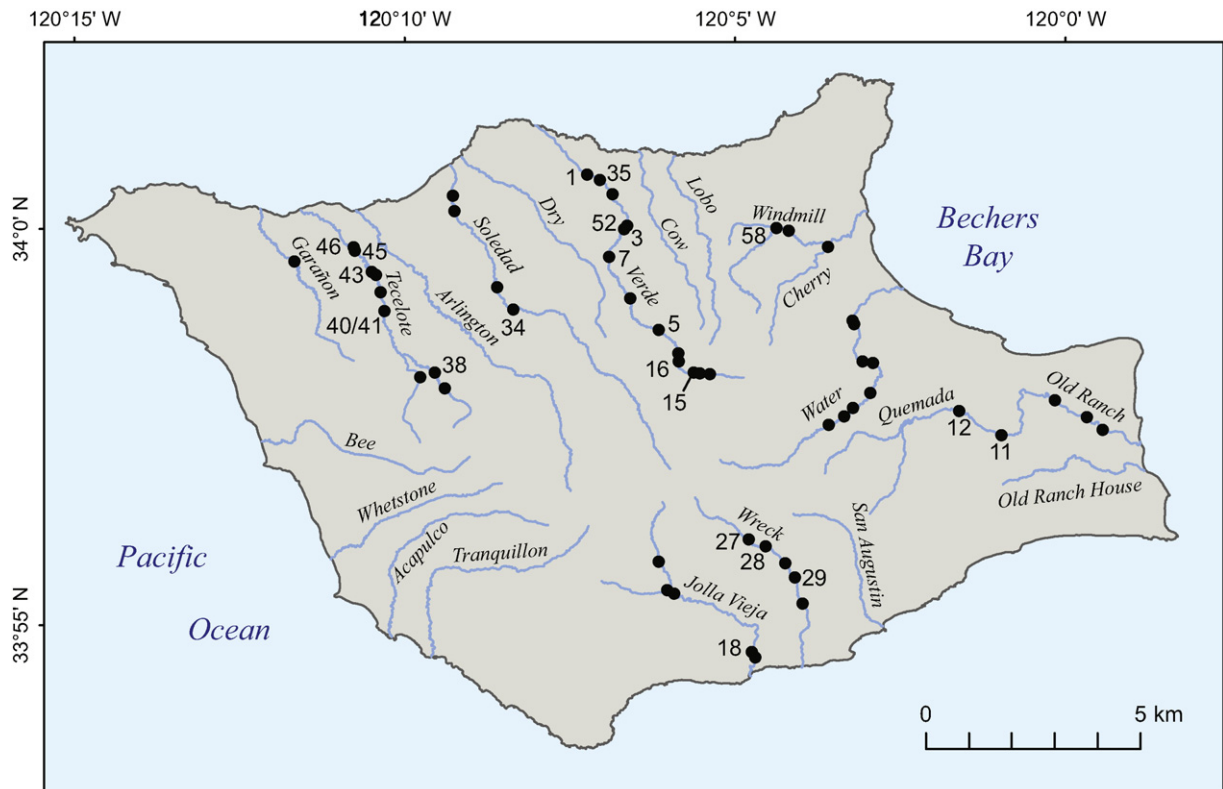 120°15' W
120°10' W
120°5' W
120°0' W
34°0' N
33°55' N
Bechers
Bay
Pacific
Ocean
1
35
52
3
7
Verde
5
16
15
Dry
Cow
Lobo
Windmill
58
Cherry
Soledad
34
46
45
43
Garañon
Tecelote
40/41
38
Arlington
Water
Quemada
12
11
Old Ranch
Old Ranch House
Bee
Whetstone
Acapulco
Tranquillon
Wreck
27
28
29
San Augustin
Jolla Vieja
18
0
5 km